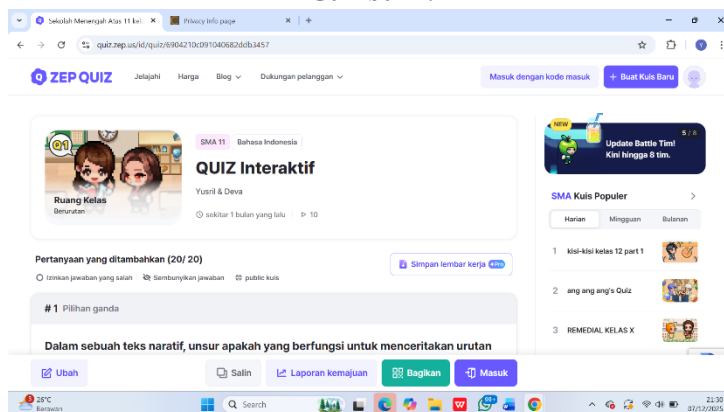 Sekolah Menengah Atas 11 kel
Privacy info page
quiz.zep.us/id/quiz/6904210c091040682ddb3457
ZEP QUIZ
Jelajahi
Harga
Blog
Dukungan pelanggan
Masuk dengan kode masuk
+ Buat Kuis Baru
Q1
Ruang Kelas
Berurutan
SMA 11
Bahasa Indonesia
QUIZ Interaktif
Yusril & Deva
sekitar 1 bulan yang lalu
10
Pertanyaan yang ditambahkan (20/ 20)
Izinkan jawaban yang salah
Sembunyikan jawaban
public kuis
Simpan lembar kerja
Pro
#1 Pilihan ganda
Dalam sebuah teks naratif, unsur apakah yang berfungsi untuk menceritakan urutan
NEW
5 / 8
Update Battle Tim!
Kini hingga 8 tim.
SMA Kuis Populer
Harian
Mingguan
Bulanan
1 kisi-kisi kelas 12 part 1
2 ang ang ang's Quiz
3 REMEDIAL KELAS X
Ubah
Salin
Laporan kemajuan
Bagikan
Masuk
26°C
Berawan
Search
21:30
07/12/2025